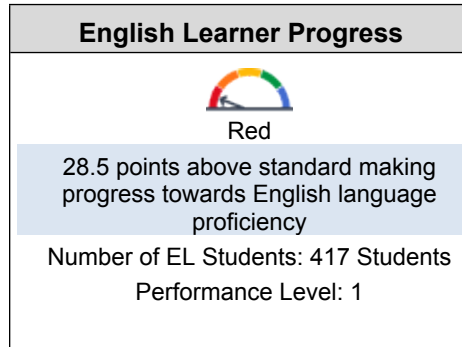 English Learner Progress
Red
28.5 points above standard making
progress towards English language
proficiency
Number of EL Students: 417 Students
Performance Level: 1